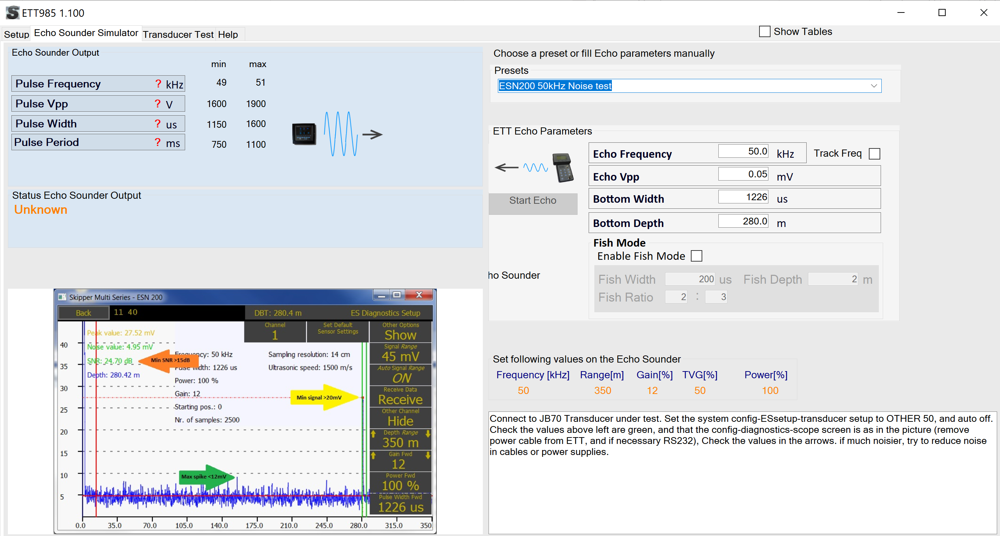 ETT985 1.100
Setup Echo Sounder Simulator Transducer Test Help
Show Tables
Echo Sounder Output
min max
Pulse Frequency ? kHz 49 51
Pulse Vpp ? V 1600 1900
Pulse Width ? us 1150 1600
Pulse Period ? ms 750 1100
Status Echo Sounder Output
Unknown
Choose a preset or fill Echo parameters manually
Presets
ESN200 50kHz Noise test
ETT Echo Parameters
Echo Frequency 50.0 kHz Track Freq
Echo Vpp 0.05 mV
Start Echo
Bottom Width 1226 us
Bottom Depth 280.0 m
Fish Mode
Enable Fish Mode
ho Sounder
Fish Width 200 us Fish Depth 2 m
Fish Ratio 2 : 3
Skipper Multi Series - ESN 200
Back 11 40 DBT: 280.4 m ES Diagnostics Setup
Channel
1
Set Default
Sensor Settings
Other Options
Show
Signal Range
45 mV
Auto Signal Range
ON
Receive Data
Receive
Other Channel
Hide
Depth Range
350 m
Gain Fwd
12
Power Fwd
100 %
Pulse Width Fwd
1226 us
Peak value: 27.52 mV
Noise value: 4.95 mV
SNR: 24.70 dB
Depth: 280.42 m
Min SNR >15dB
Frequency: 50 kHz
Pulse width: 1226 us
Power: 100 %
Gain: 12
Starting pos.: 0
Nr. of samples: 2500
Sampling resolution: 14 cm
Ultrasonic speed: 1500 m/s
Min signal >20mV
Max spike <12mV
40
35
30
25
20
15
10
5
0.0 35.0 70.0 105.0 140.0 175.0 210.0 245.0 280.0 315.0 350
Set following values on the Echo Sounder
Frequency [kHz] Range[m] Gain[%] TVG[%] Power[%]
50 350 12 50 100
Connect to JB70 Transducer under test. Set the system config-ESsetup-transducer setup to OTHER 50, and auto off.
Check the values above left are green, and that the config-diagnostics-scope screen is as in the picture (remove
power cable from ETT, and if necessary RS232), Check the values in the arrows. if much noisier, try to reduce noise
in cables or power supplies.